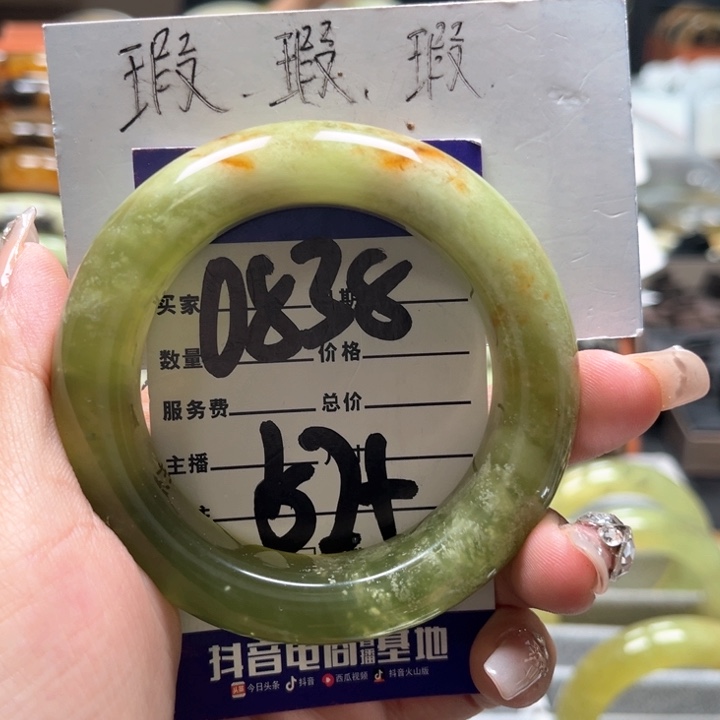 瑕.瑕.瑕
0838
买家 期
数量 价格
服务费 总价
主播
624
抖音电商直播基地
今日头条 抖音 西瓜视频 抖音火山版